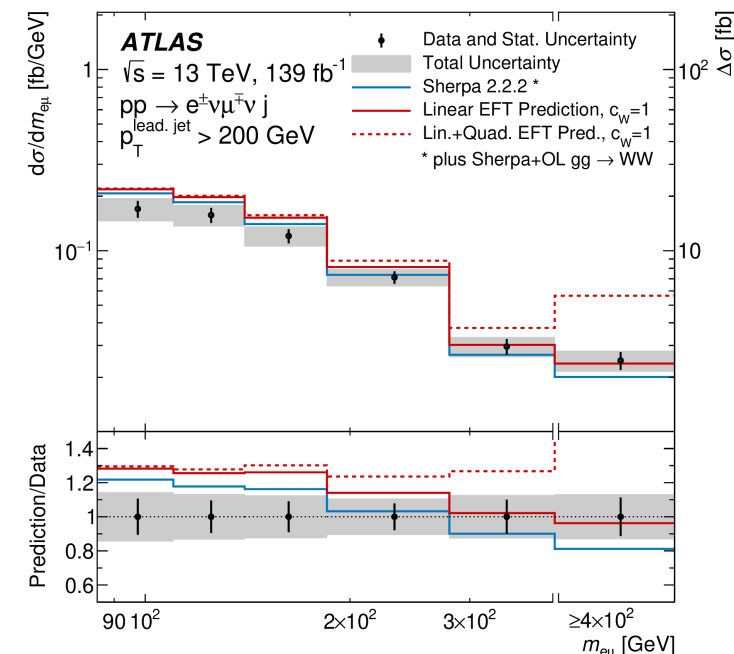 ATLAS
√s = 13 TeV, 139 fb⁻¹
pp → e±νμ∓ν j
p_T^lead. jet > 200 GeV
Data and Stat. Uncertainty
Total Uncertainty
Sherpa 2.2.2 *
Linear EFT Prediction, c_W=1
Lin.+Quad. EFT Pred., c_W=1
* plus Sherpa+OL gg → WW
dσ/dm_eμ [fb/GeV]
Δσ [fb]
1
10⁻¹
10²
10
Prediction/Data
1.4
1.2
1
0.8
0.6
90 10²
2×10²
3×10²
≥4×10²
m_eμ [GeV]